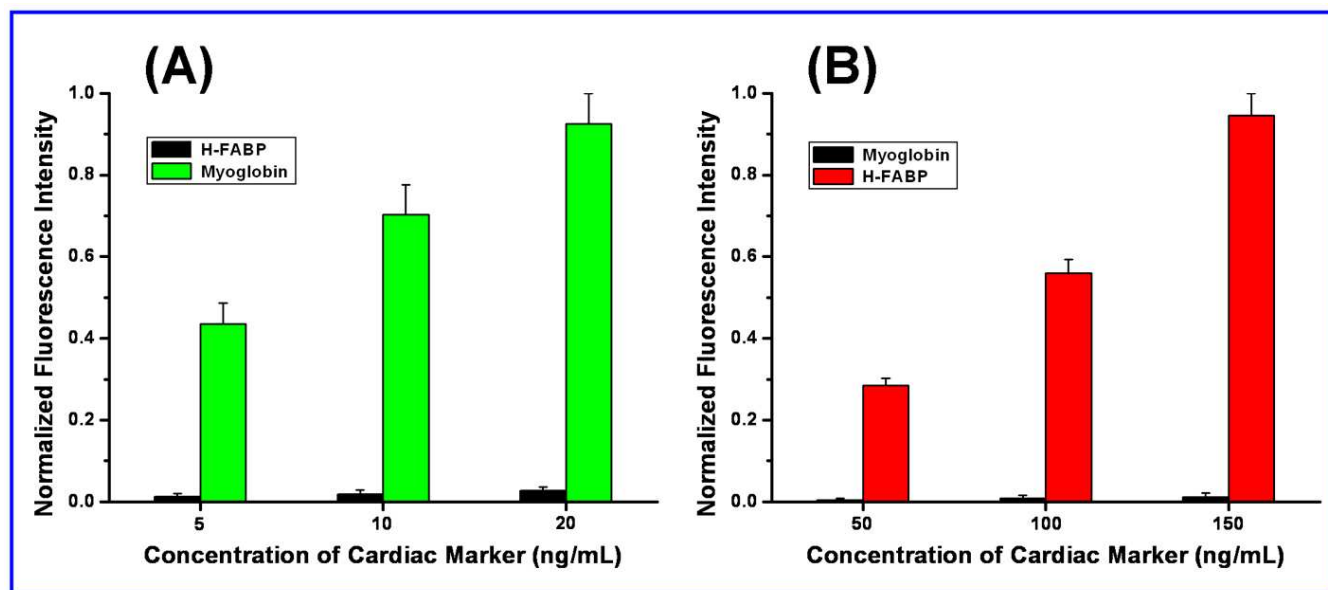 (A)
Normalized Fluorescence Intensity
1.0
0.8
0.6
0.4
0.2
0.0
H-FABP
Myoglobin
5 10 20
Concentration of Cardiac Marker (ng/mL)
(B)
Normalized Fluorescence Intensity
1.0
0.8
0.6
0.4
0.2
0.0
Myoglobin
H-FABP
50 100 150
Concentration of Cardiac Marker (ng/mL)